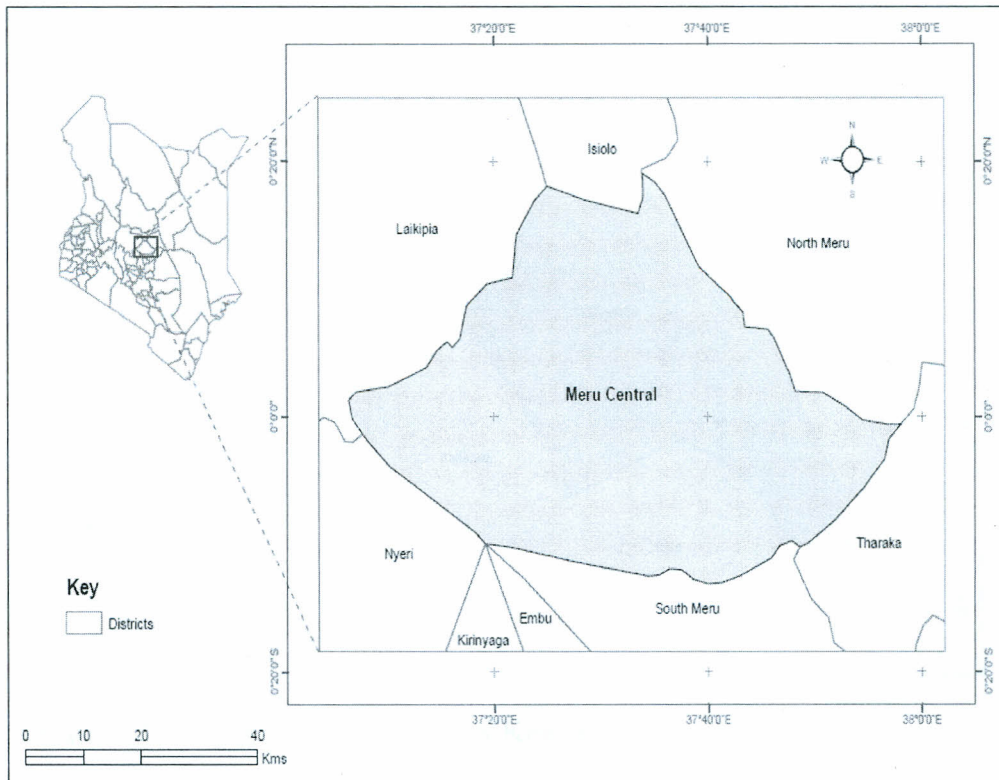 37°20'0"E 37°40'0"E 38°0'0"E
N
W E
S
0°20'0"N 0°20'0"N
Isiolo
Laikipia
North Meru
Meru Central
0°0'0" 0°0'0"
Nyeri
Tharaka
South Meru
Embu
Kirinyaga
Key
Districts
0°20'0"S 0°20'0"S
37°20'0"E 37°40'0"E 38°0'0"E
0 10 20 40
Kms